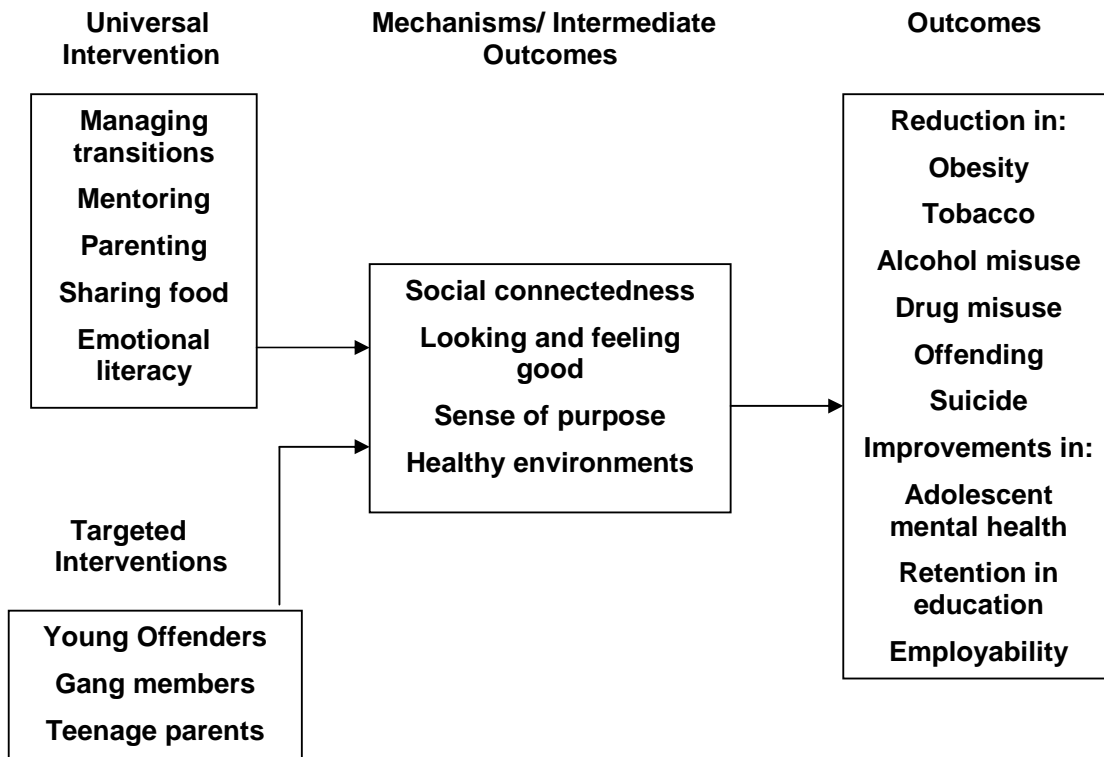 Universal
Intervention
Managing
transitions
Mentoring
Parenting
Sharing food
Emotional
literacy
Targeted
Interventions
Young Offenders
Gang members
Teenage parents
Mechanisms/ Intermediate
Outcomes
Social connectedness
Looking and feeling
good
Sense of purpose
Healthy environments
Outcomes
Reduction in:
Obesity
Tobacco
Alcohol misuse
Drug misuse
Offending
Suicide
Improvements in:
Adolescent
mental health
Retention in
education
Employability